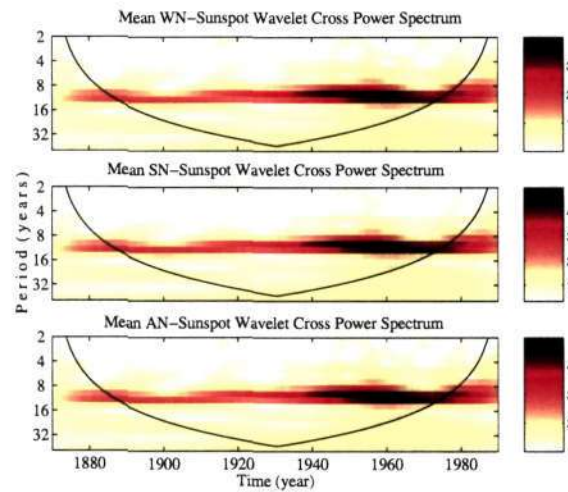 Mean WN–Sunspot Wavelet Cross Power Spectrum
2
4
8
16
32
Mean SN–Sunspot Wavelet Cross Power Spectrum
2
4
8
16
32
Period (years)
Mean AN–Sunspot Wavelet Cross Power Spectrum
2
4
8
16
32
1880 1900 1920 1940 1960 1980
Time (year)